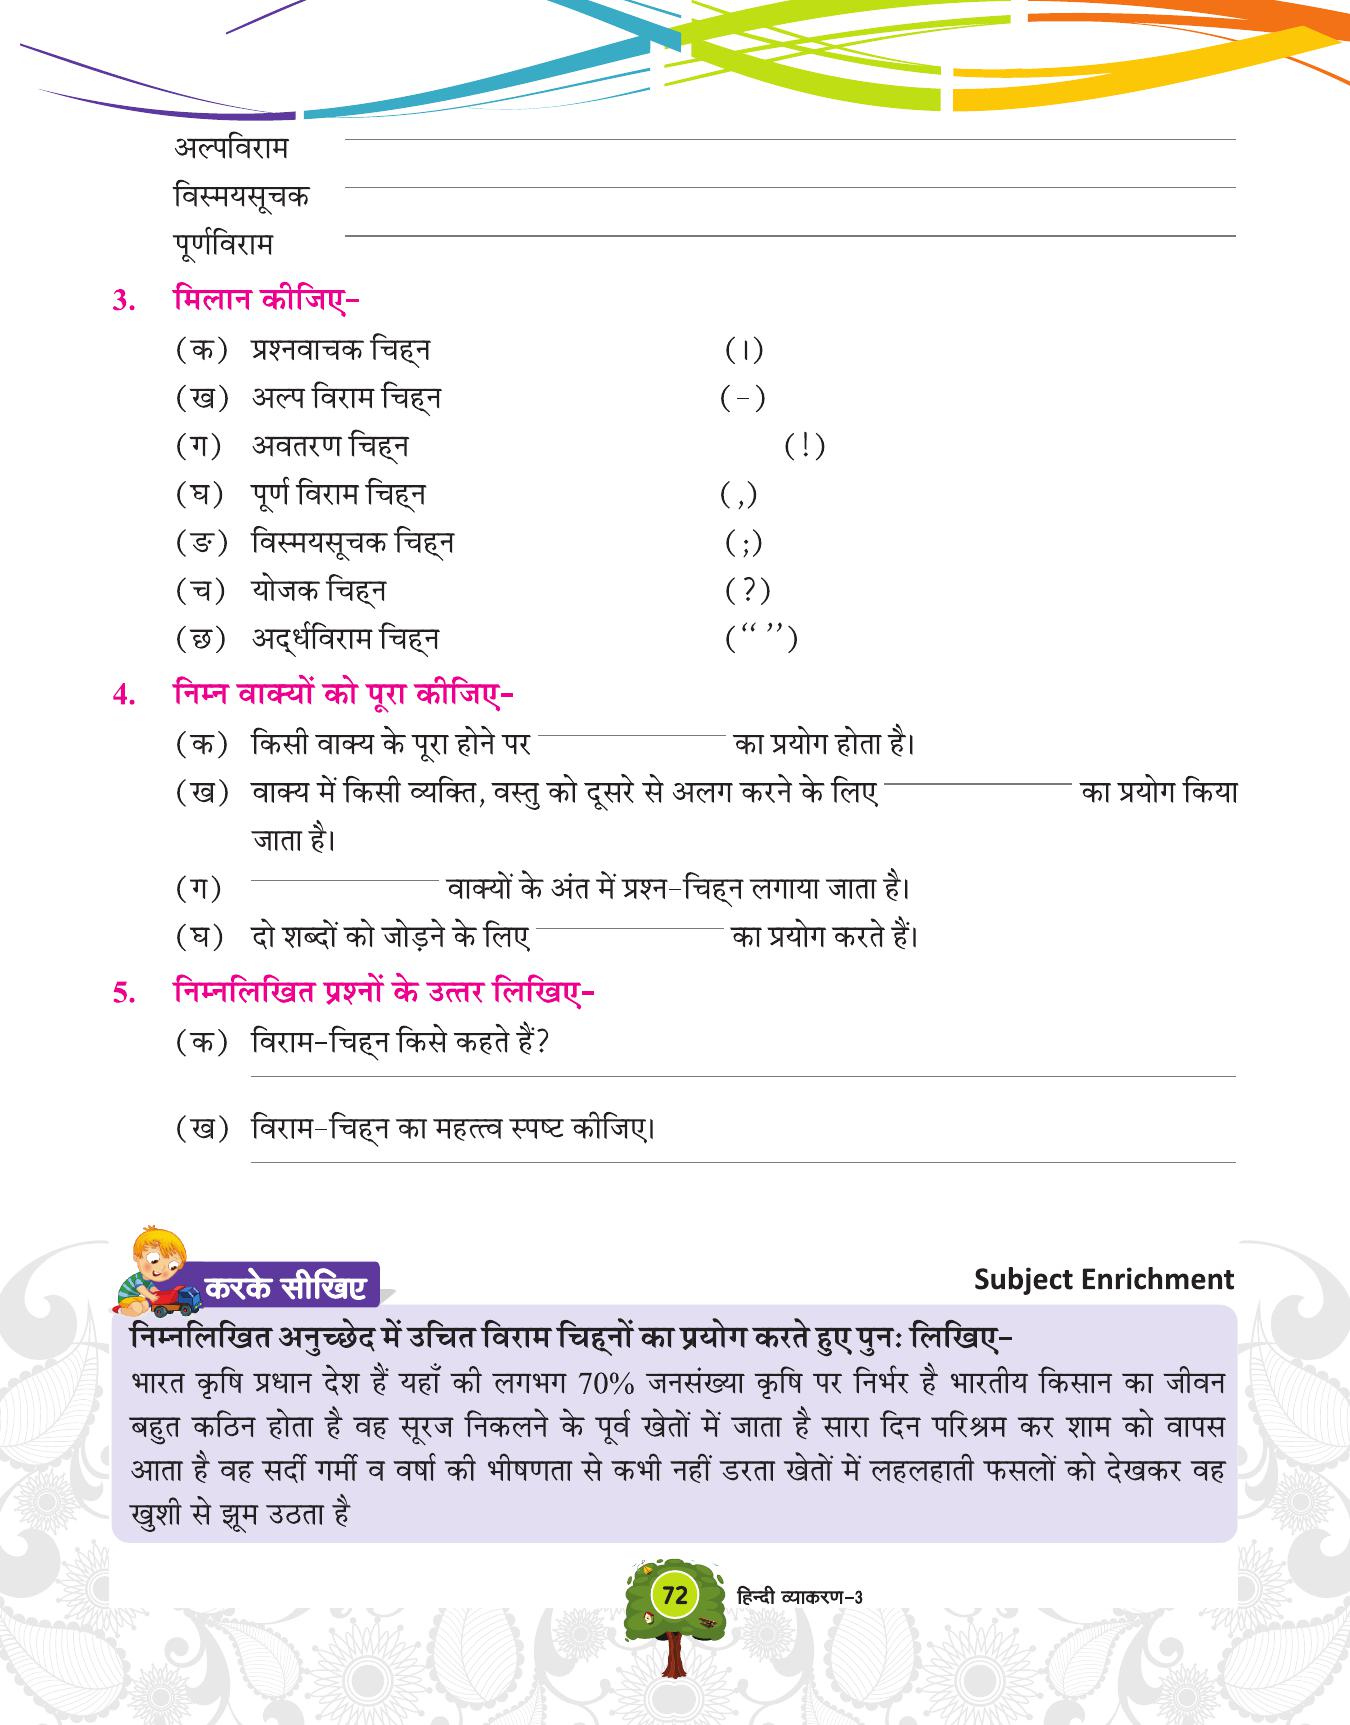 अल्पविराम
विस्मयसूचक
पूर्णविराम
3. मिलान कीजिए-
(क) प्रश्नवाचक चिह्न (।)
(ख) अल्प विराम चिह्न (-)
(ग) अवतरण चिह्न (!)
(घ) पूर्ण विराम चिह्न (,)
(ङ) विस्मयसूचक चिह्न (;)
(च) योजक चिह्न (?)
(छ) अर्द्धविराम चिह्न (“ ”)
4. निम्न वाक्यों को पूरा कीजिए-
(क) किसी वाक्य के पूरा होने पर ____________ का प्रयोग होता है।
(ख) वाक्य में किसी व्यक्ति, वस्तु को दूसरे से अलग करने के लिए ____________ का प्रयोग किया
जाता है।
(ग) ____________ वाक्यों के अंत में प्रश्न-चिह्न लगाया जाता है।
(घ) दो शब्दों को जोड़ने के लिए ____________ का प्रयोग करते हैं।
5. निम्नलिखित प्रश्नों के उत्तर लिखिए-
(क) विराम-चिह्न किसे कहते हैं?
(ख) विराम-चिह्न का महत्त्व स्पष्ट कीजिए।
करके सीखिए Subject Enrichment
निम्नलिखित अनुच्छेद में उचित विराम चिह्नों का प्रयोग करते हुए पुनः लिखिए-
भारत कृषि प्रधान देश हैं यहाँ की लगभग 70% जनसंख्या कृषि पर निर्भर है भारतीय किसान का जीवन
बहुत कठिन होता है वह सूरज निकलने के पूर्व खेतों में जाता है सारा दिन परिश्रम कर शाम को वापस
आता है वह सर्दी गर्मी व वर्षा की भीषणता से कभी नहीं डरता खेतों में लहलहाती फसलों को देखकर वह
खुशी से झूम उठता है
72 हिन्दी व्याकरण-3